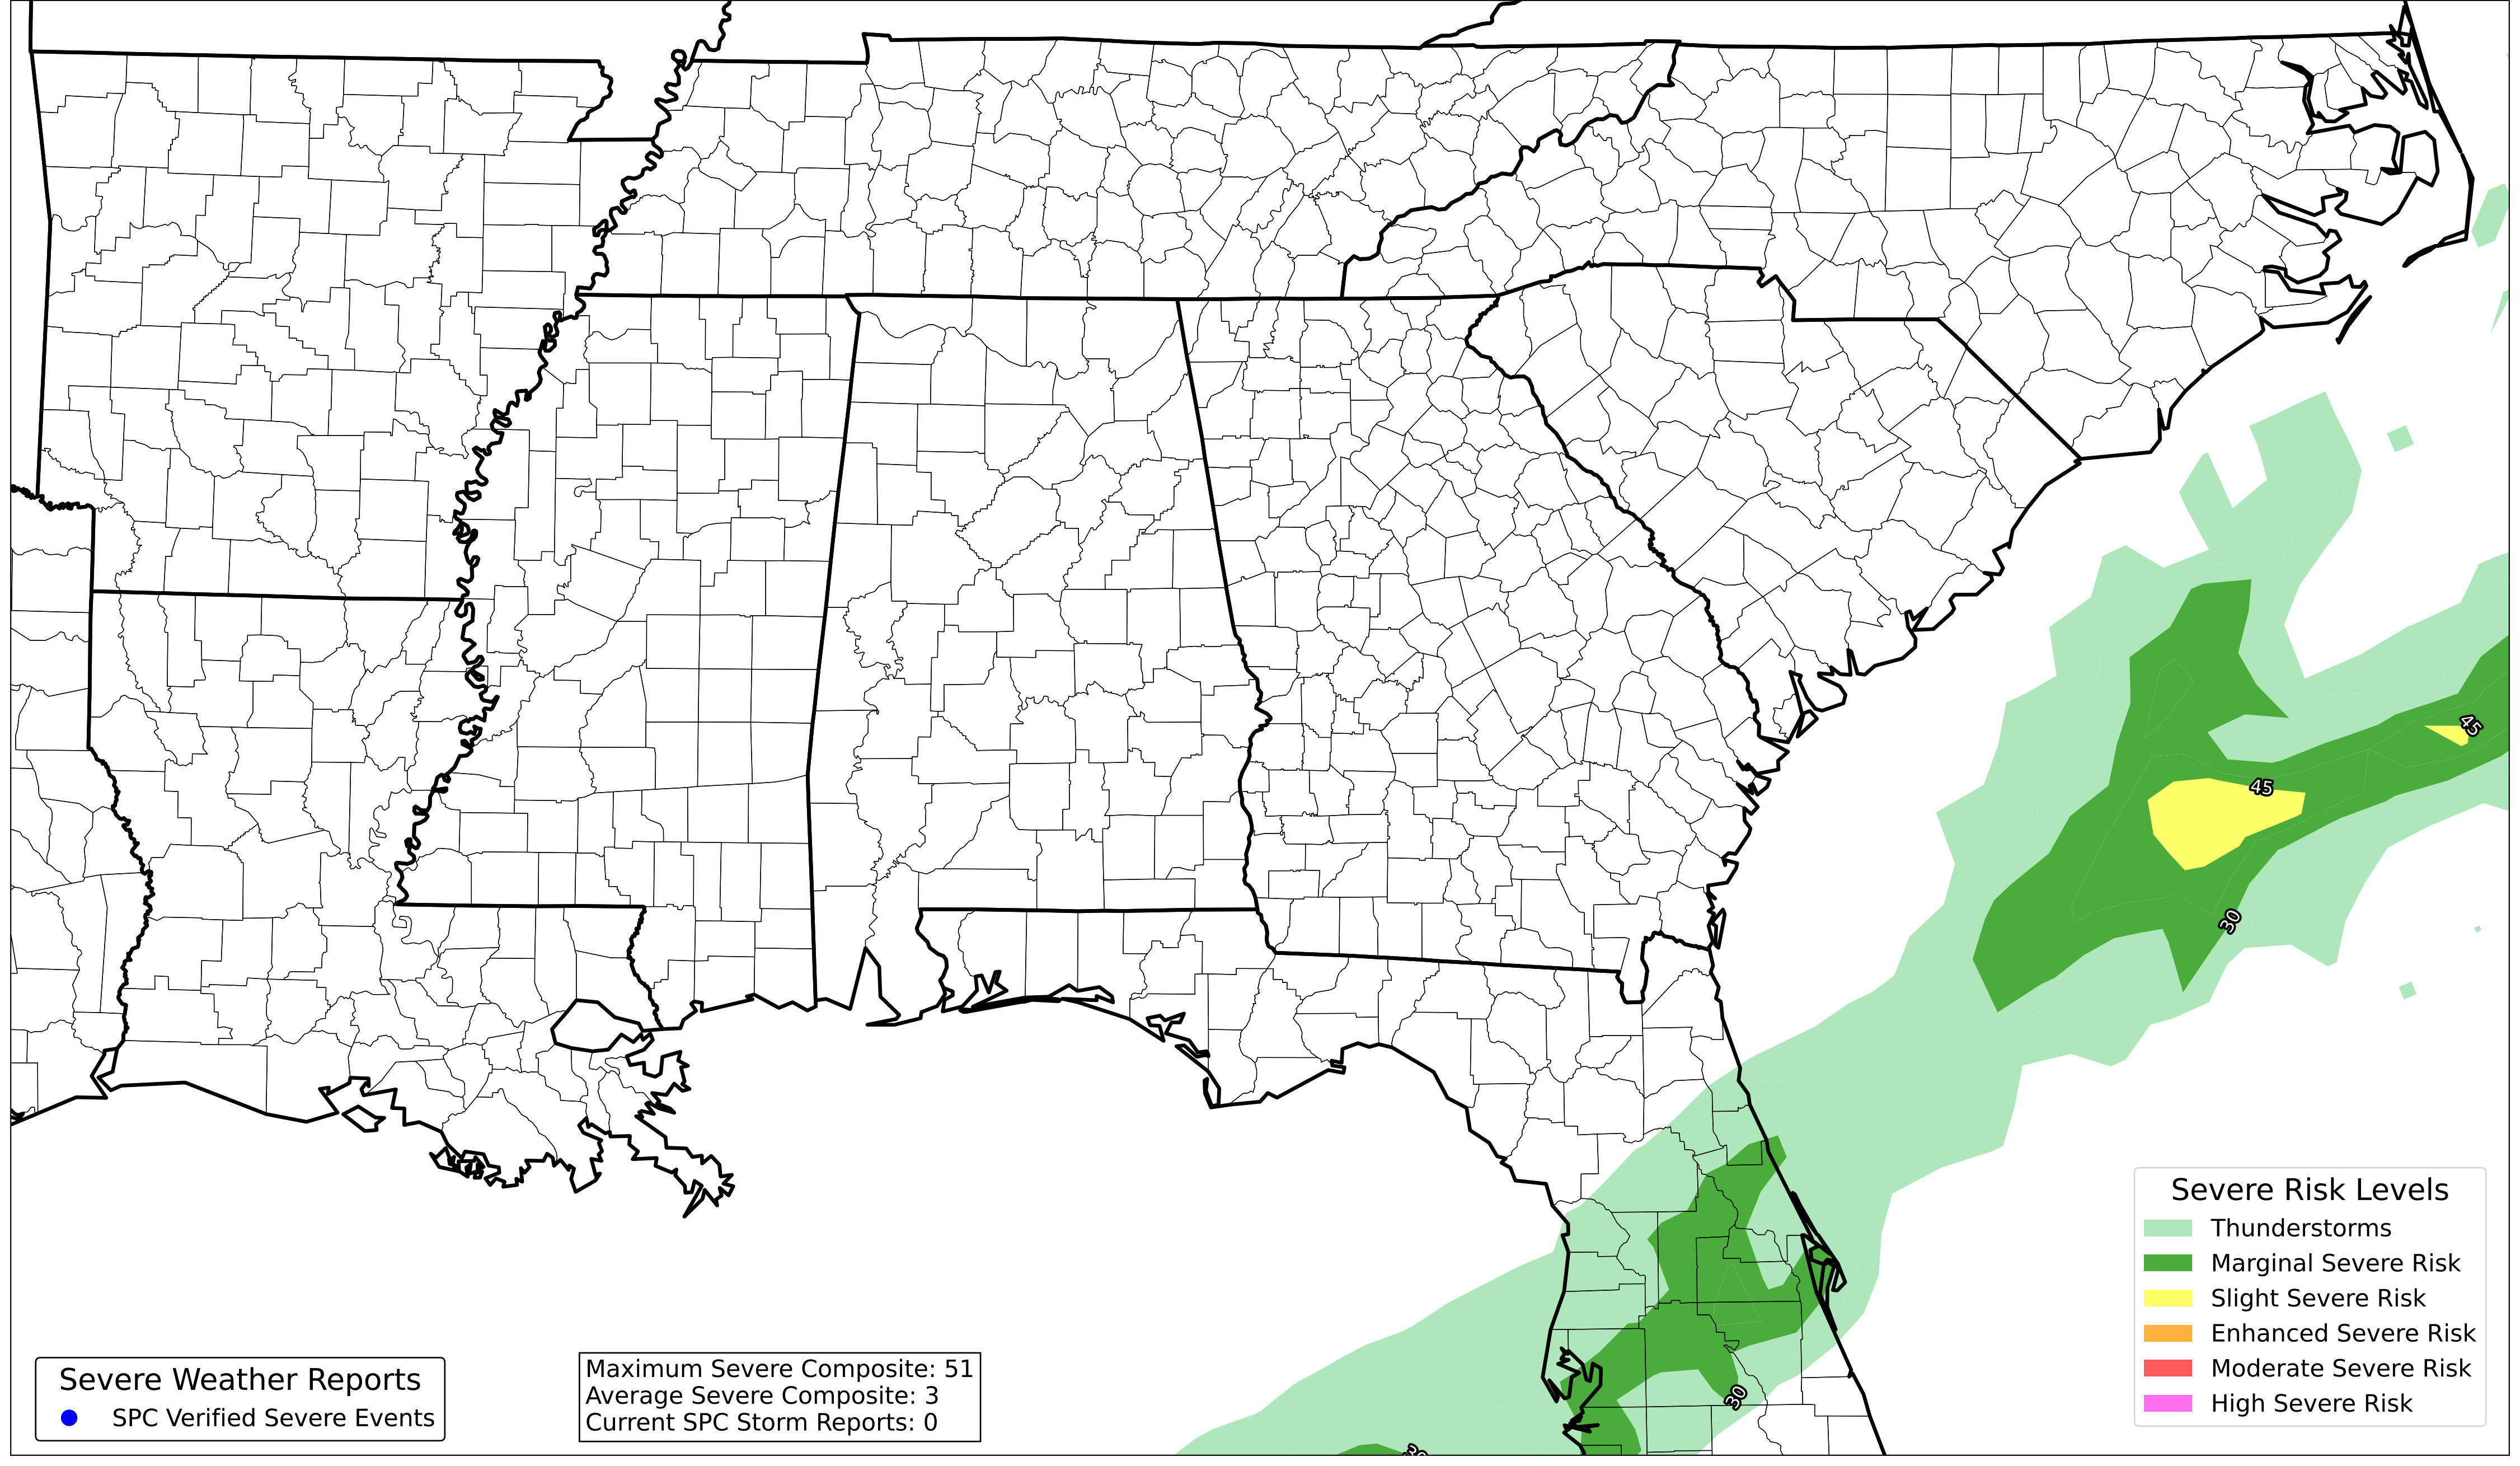 45
45
30
Severe Risk Levels
Thunderstorms
Marginal Severe Risk
Slight Severe Risk
Enhanced Severe Risk
Moderate Severe Risk
High Severe Risk
Severe Weather Reports
SPC Verified Severe Events
Maximum Severe Composite: 51
Average Severe Composite: 3
Current SPC Storm Reports: 0
30